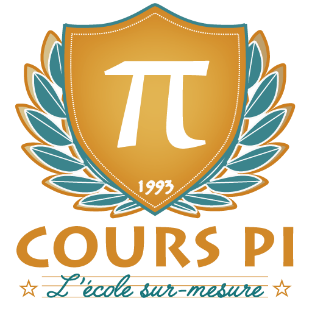 π
1993
COURS PI
L'école sur-mesure